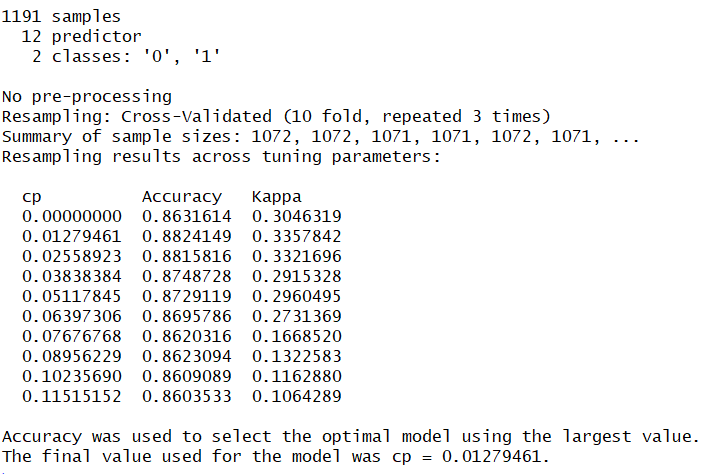 1191 samples
12 predictor
2 classes: '0', '1'
No pre-processing
Resampling: Cross-Validated (10 fold, repeated 3 times)
Summary of sample sizes: 1072, 1072, 1071, 1071, 1072, 1071, ...
Resampling results across tuning parameters:
cp Accuracy Kappa
0.00000000 0.8631614 0.3046319
0.01279461 0.8824149 0.3357842
0.02558923 0.8815816 0.3321696
0.03838384 0.8748728 0.2915328
0.05117845 0.8729119 0.2960495
0.06397306 0.8695786 0.2731369
0.07676768 0.8620316 0.1668520
0.08956229 0.8623094 0.1322583
0.10235690 0.8609089 0.1162880
0.11515152 0.8603533 0.1064289
Accuracy was used to select the optimal model using the largest value.
The final value used for the model was cp = 0.01279461.